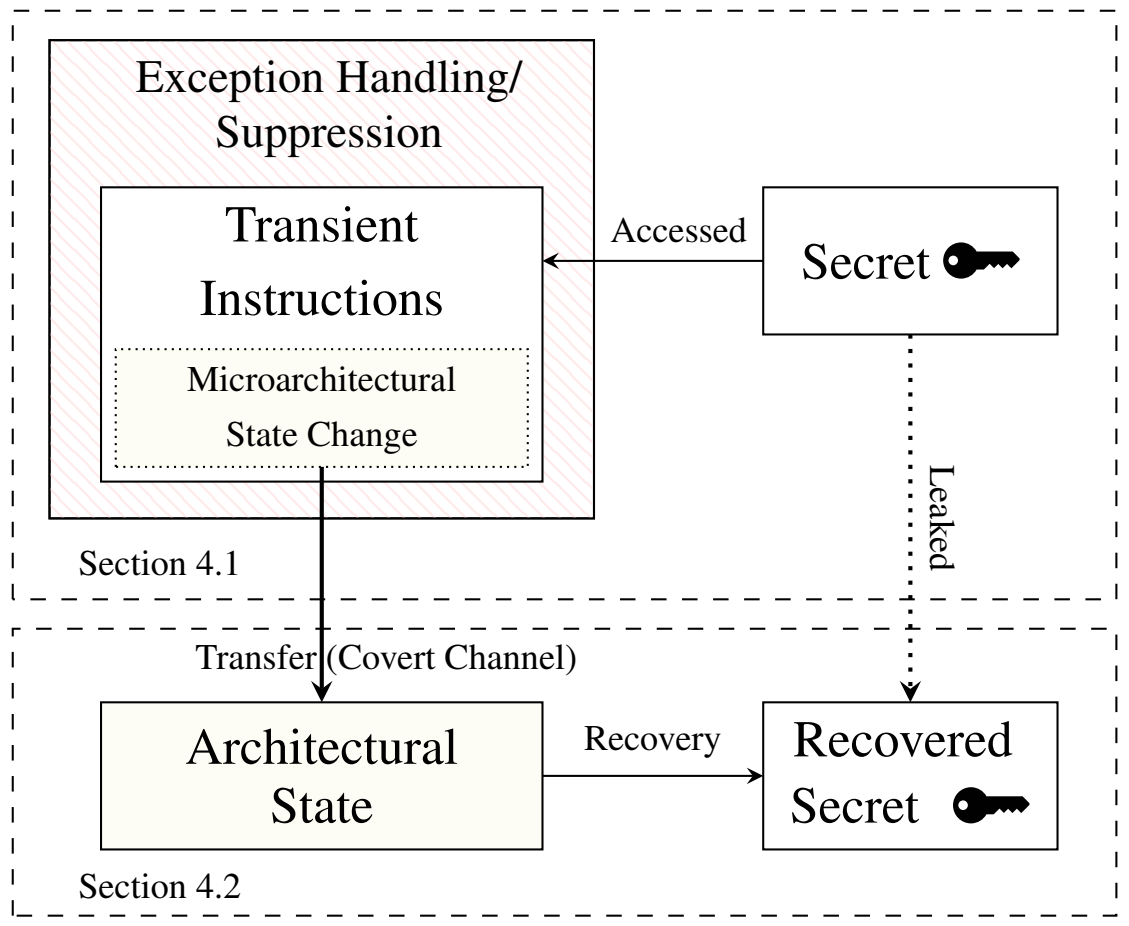 Exception Handling/
Suppression
Transient
Instructions
Microarchitectural
State Change
Accessed
Secret
Leaked
Section 4.1
Transfer (Covert Channel)
Architectural
State
Recovery
Recovered
Secret
Section 4.2